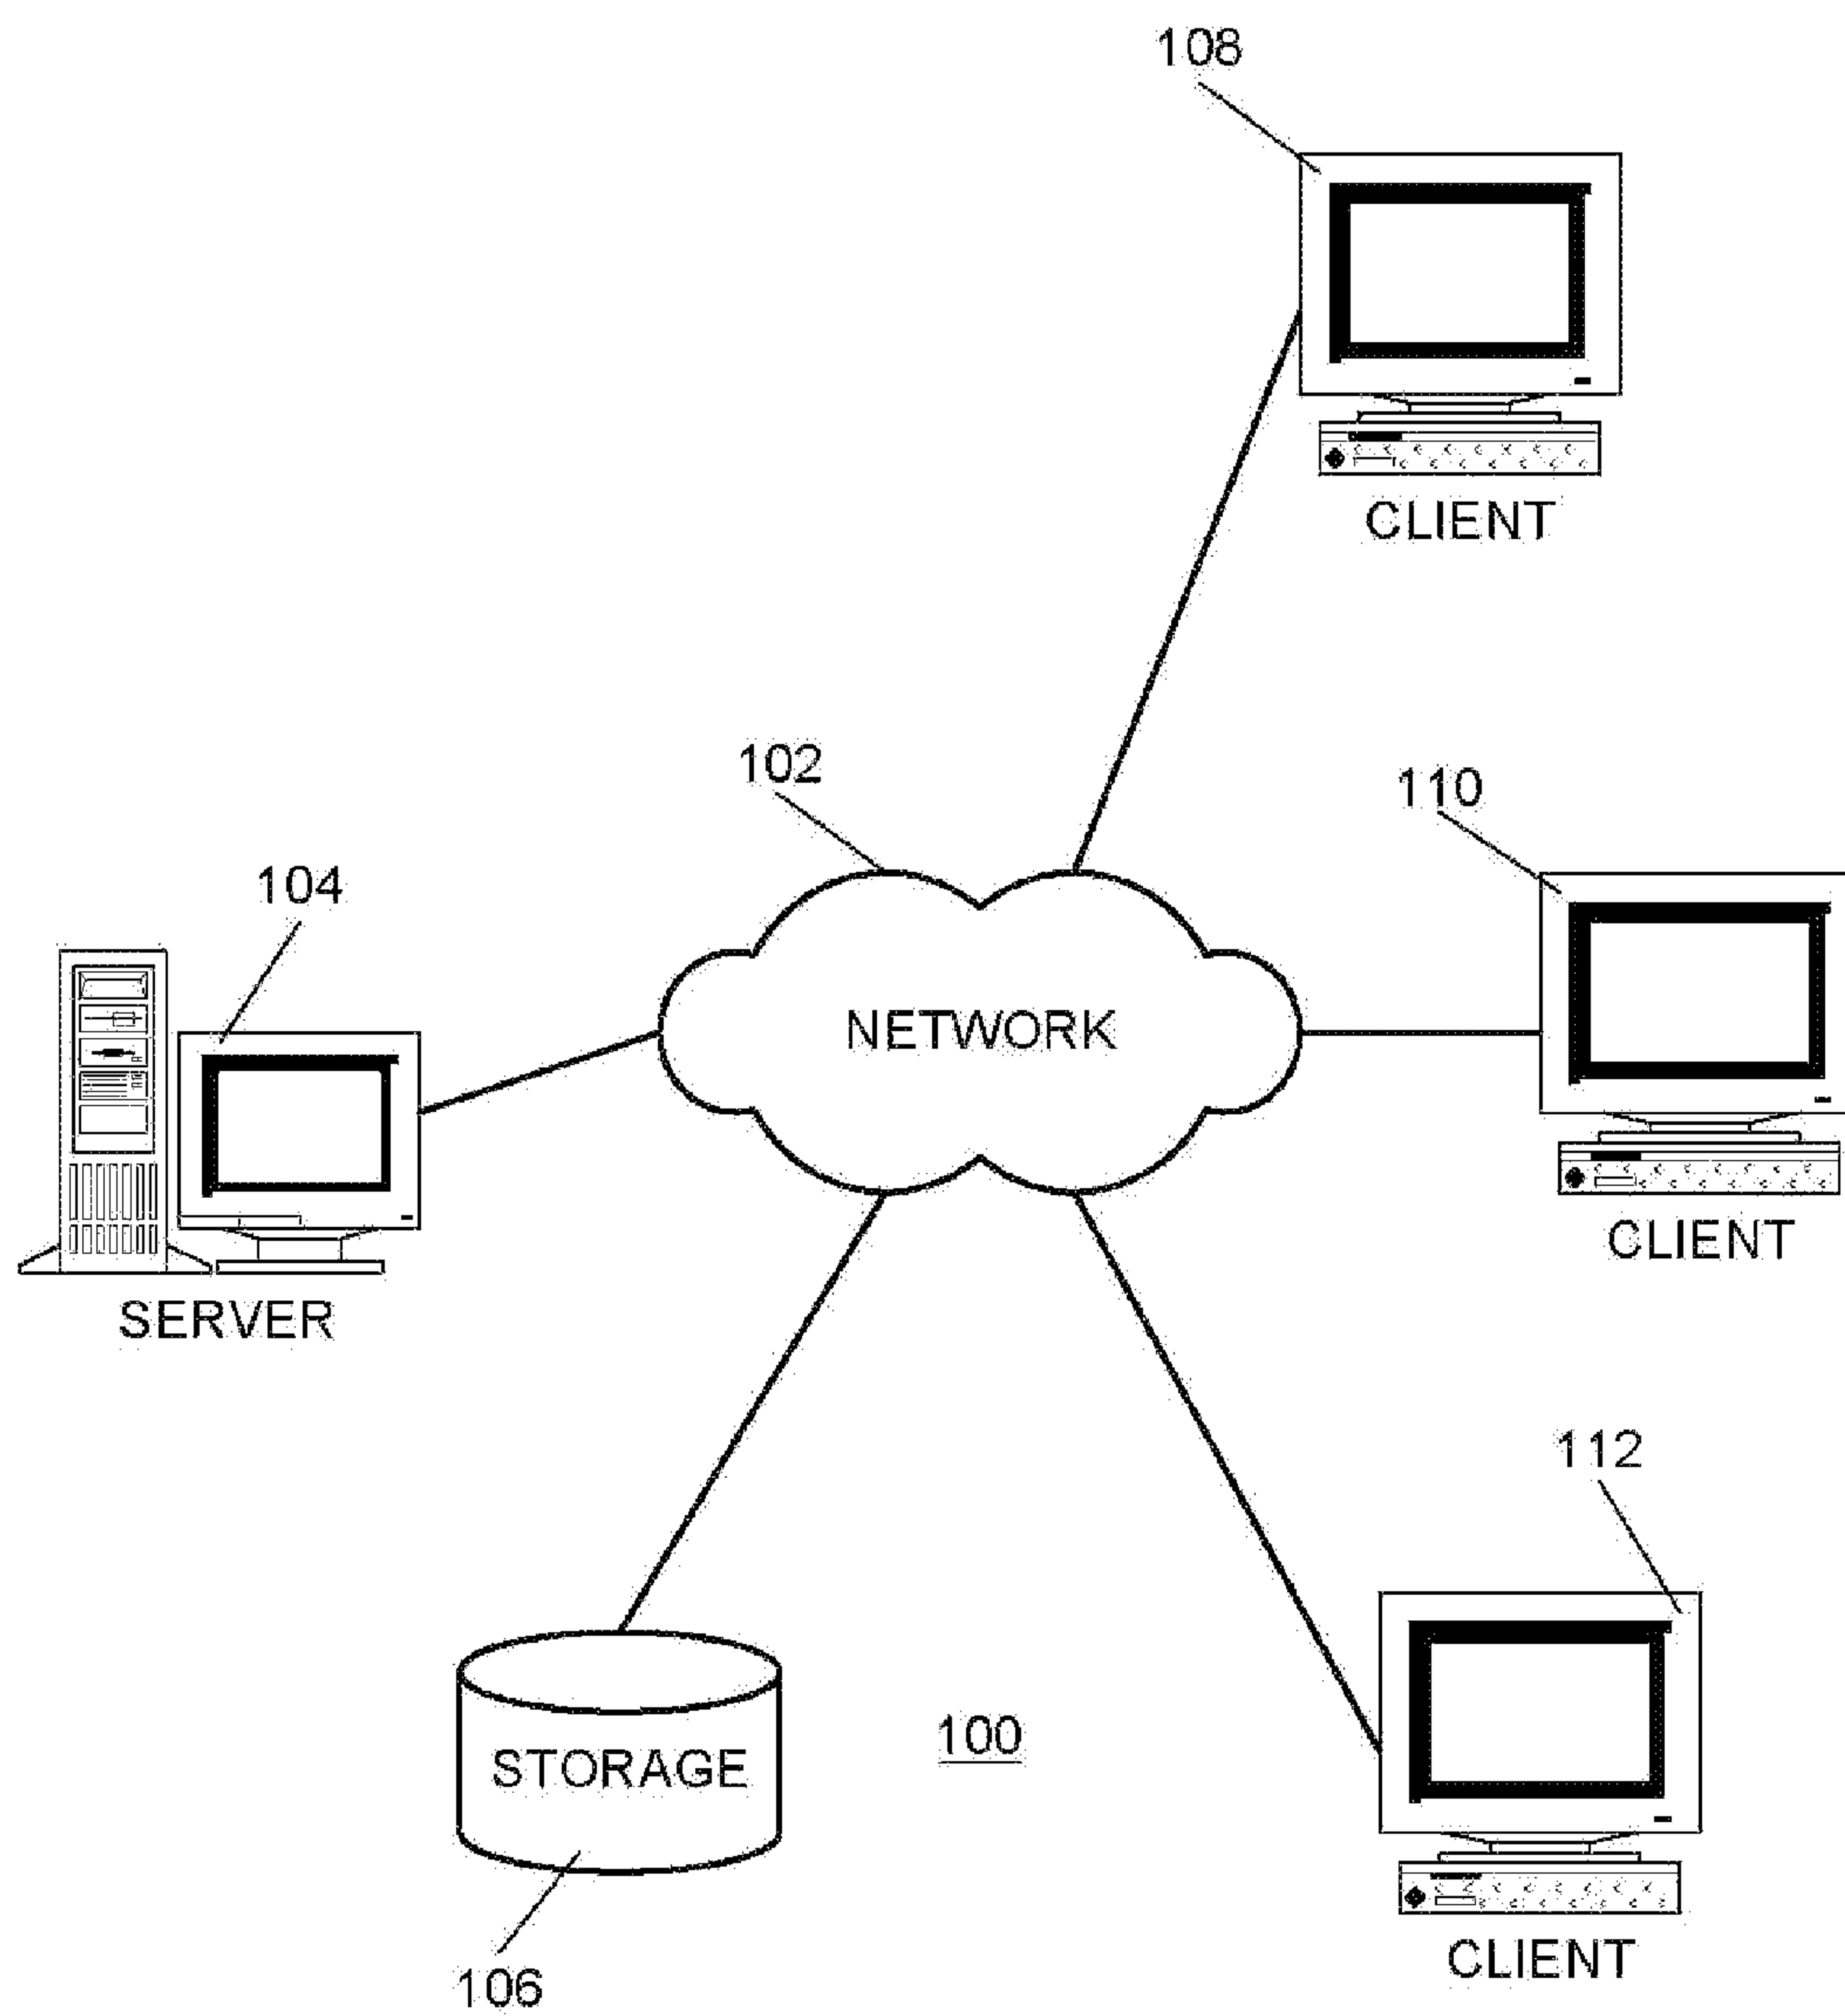 108
CLIENT
102
110
104
NETWORK
CLIENT
SERVER
112
STORAGE
100
CLIENT
106